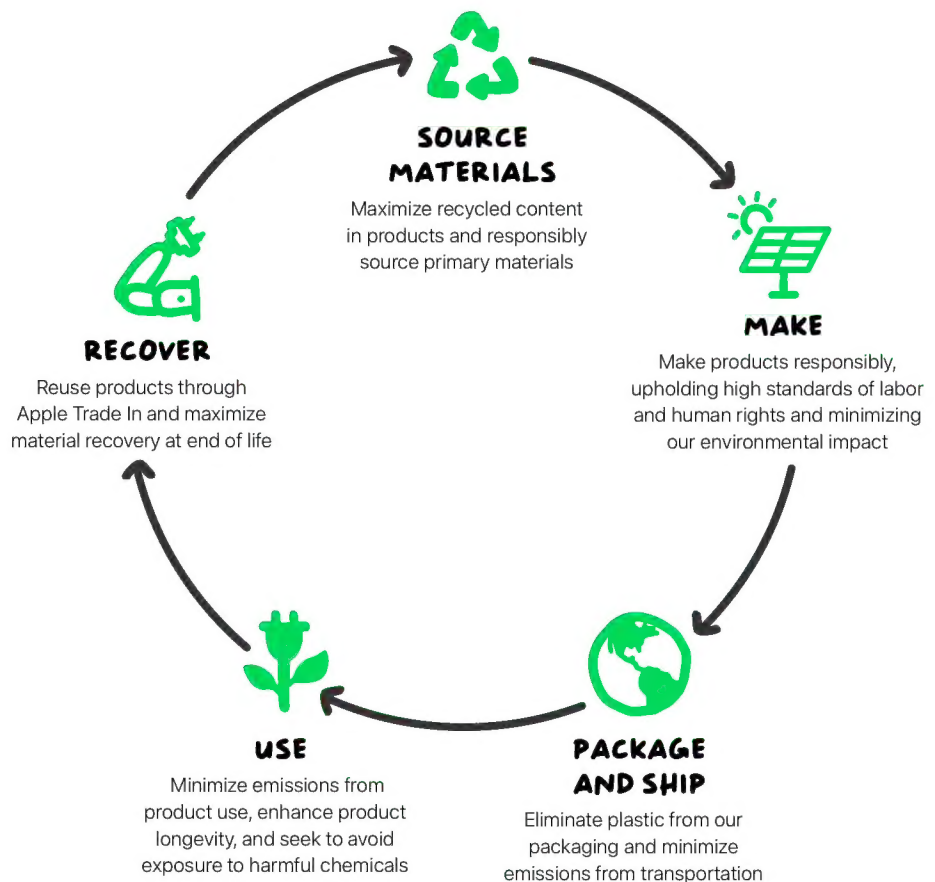 SOURCE
MATERIALS
Maximize recycled content
in products and responsibly
source primary materials
MAKE
Make products responsibly,
upholding high standards of labor
and human rights and minimizing
our environmental impact
PACKAGE
AND SHIP
Eliminate plastic from our
packaging and minimize
emissions from transportation
USE
Minimize emissions from
product use, enhance product
longevity, and seek to avoid
exposure to harmful chemicals
RECOVER
Reuse products through
Apple Trade In and maximize
material recovery at end of life